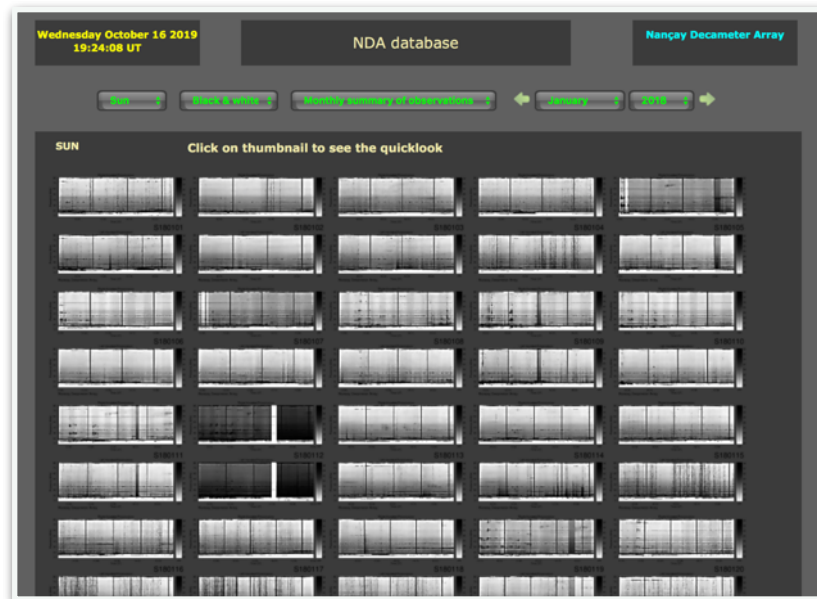 Wednesday October 16 2019
19:24:08 UT
NDA database
Nançay Decameter Array
Sun
Black & white
Monthly summary of observations
January
2018
SUN
Click on thumbnail to see the quicklook
S180101
S180102
S180103
S180104
S180105
S180106
S180107
S180108
S180109
S180110
S180111
S180112
S180113
S180114
S180115
S180116
S180117
S180118
S180119
S180120